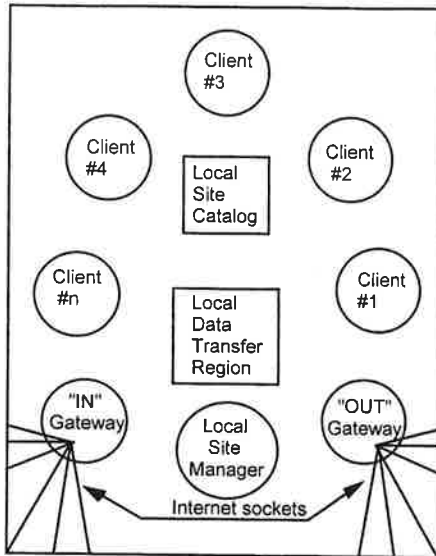 Client
#3
Client
#4
Client
#2
Local
Site
Catalog
Client
#n
Local
Data
Transfer
Region
Client
#1
"IN"
Gateway
Local
Site
Manager
"OUT"
Gateway
Internet sockets